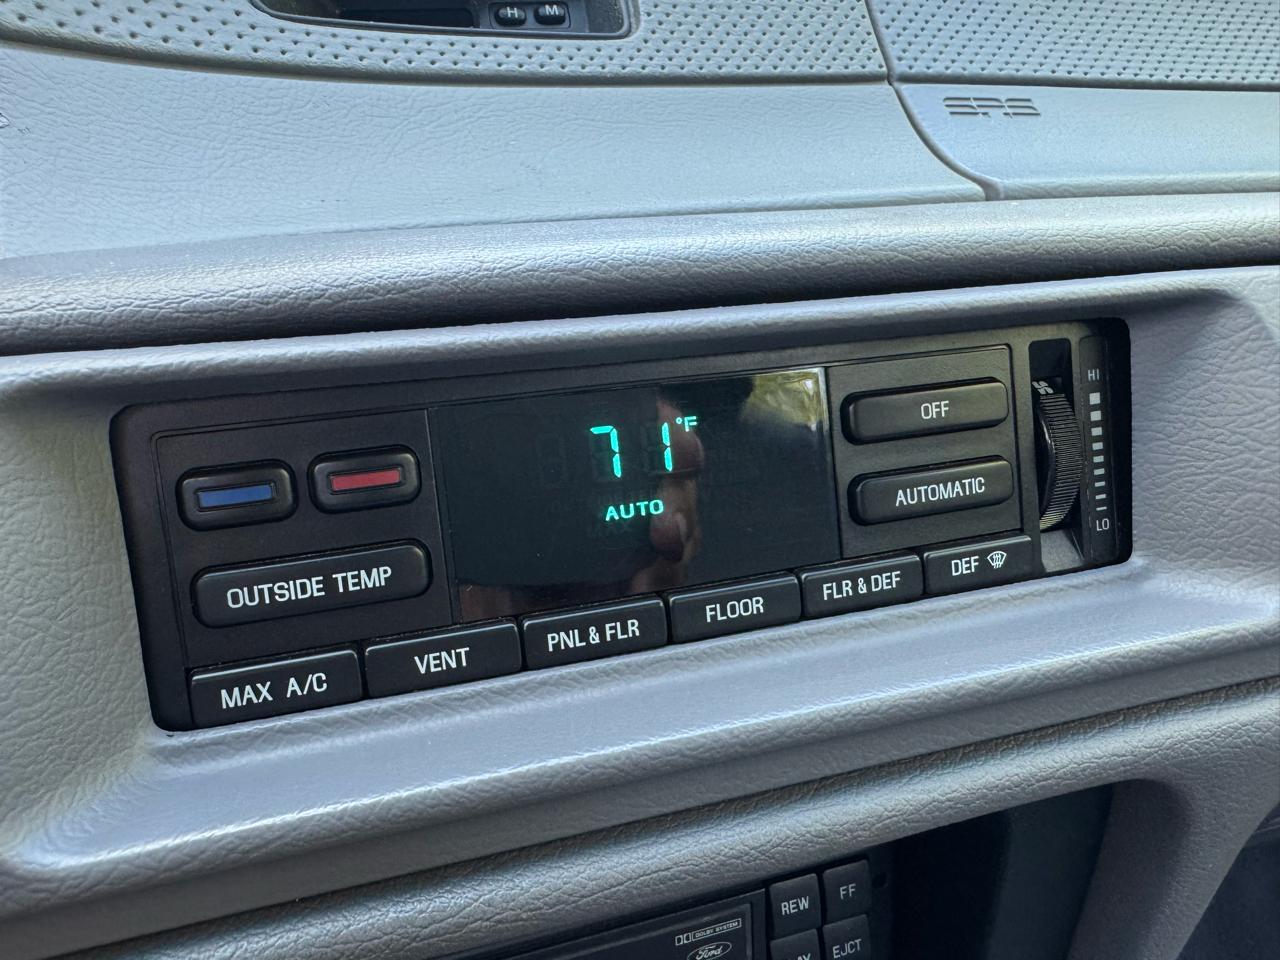 H M
SRS
71 °F
AUTO
OFF
AUTOMATIC
HI
LO
OUTSIDE TEMP
MAX A/C
VENT
PNL & FLR
FLOOR
FLR & DEF
DEF
REW
FF
EJCT
DOLBY SYSTEM
Ford